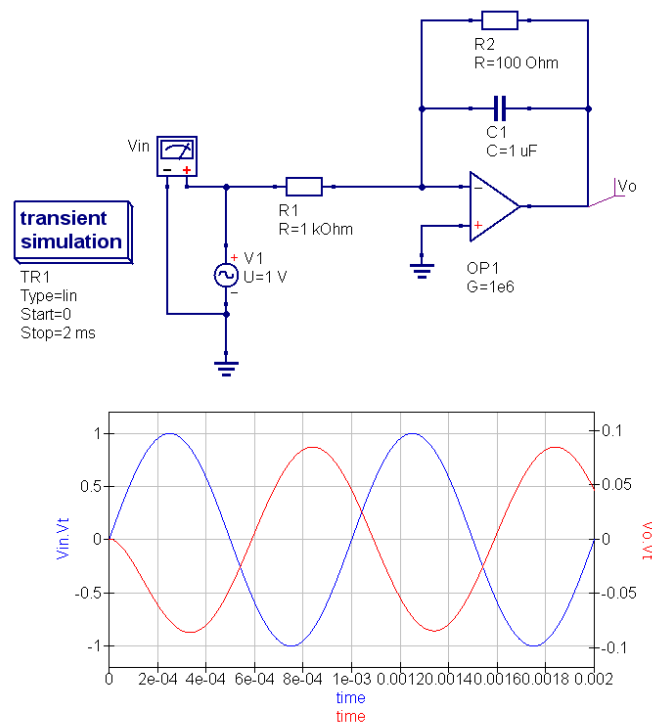 R2
R=100 Ohm
C1
C=1 uF
Vin
R1
R=1 kOhm
Vo
transient
simulation
V1
U=1 V
OP1
G=1e6
TR1
Type=lin
Start=0
Stop=2 ms
1
0.5
0
-0.5
-1
Vin.Vt
0.1
0.05
0
-0.05
-0.1
Vo.Vt
0 2e-04 4e-04 6e-04 8e-04 1e-03 0.0012 0.0014 0.0016 0.0018 0.002
time
time